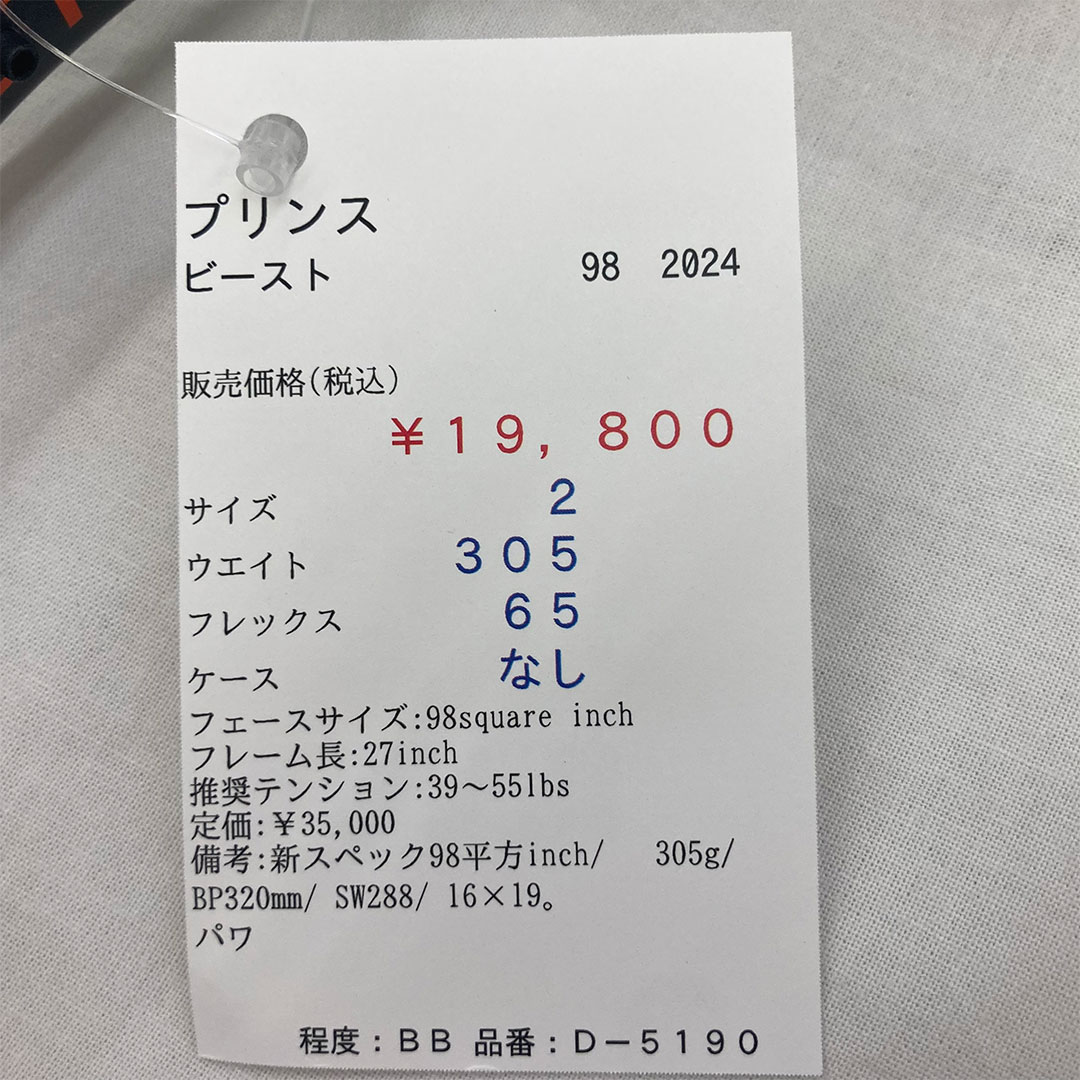 プリンス
ビースト 98 2024
販売価格(税込)
¥19,800
サイズ 2
ウエイト 305
フレックス 65
ケース なし
フェースサイズ:98square inch
フレーム長:27inch
推奨テンション:39～55lbs
定価:¥35,000
備考:新スペック98平方inch/ 305g/
BP320mm/ SW288/ 16×19。
パワ
程度:BB 品番:D－5190